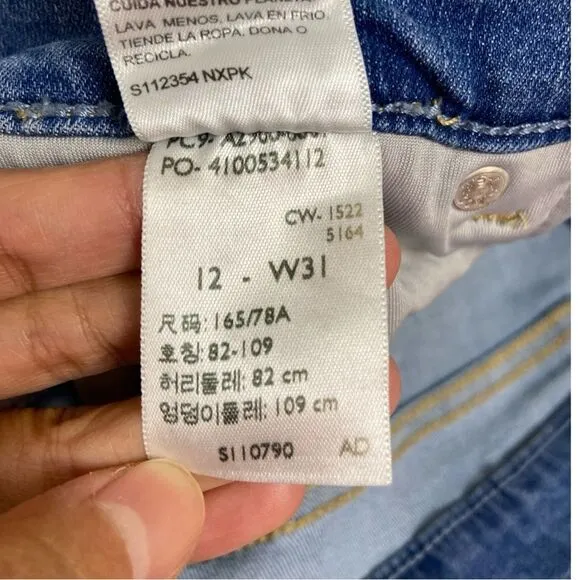 CUIDA NUESTRO PLANETA
LAVA MENOS, LAVA EN FRIO,
TIENDE LA ROPA, DONA O
RECICLA.
S112354 NXPK
PO- 4100534112
CW- 1522
5164
12 - W31
尺码: 165/78A
호칭: 82-109
허리둘레: 82 cm
엉덩이둘레: 109 cm
S110790 AD